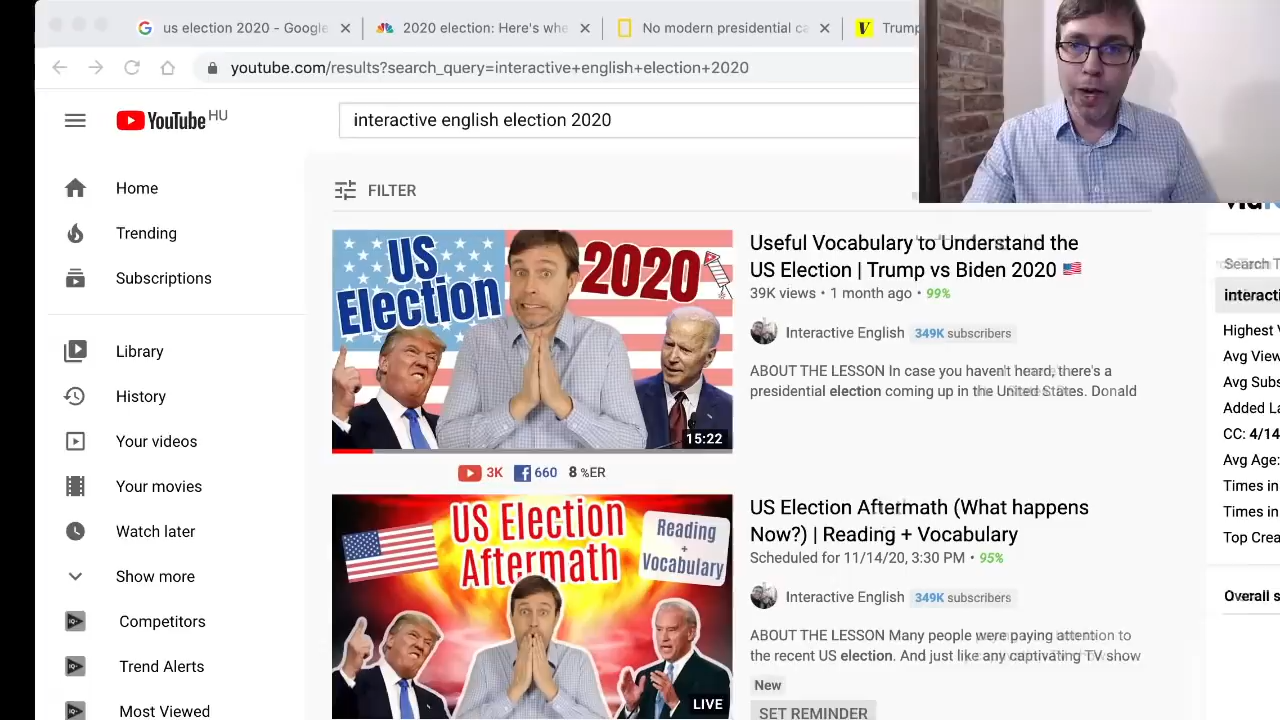 us election 2020 - Google
2020 election: Here's whe
No modern presidential ca
Trump
youtube.com/results?search_query=interactive+english+election+2020
YouTube HU
interactive english election 2020
Home
Trending
Subscriptions
Library
History
Your videos
Your movies
Watch later
Show more
Competitors
Trend Alerts
Most Viewed
FILTER
US
Election
2020
15:22
3K 660 8 %ER
Useful Vocabulary to Understand the
US Election | Trump vs Biden 2020
39K views • 1 month ago • 99%
Interactive English 349K subscribers
ABOUT THE LESSON In case you haven't heard, there's a
presidential election coming up in the United States. Donald
US Election
Aftermath
Reading
+
Vocabulary
LIVE
US Election Aftermath (What happens
Now?) | Reading + Vocabulary
Scheduled for 11/14/20, 3:30 PM • 95%
Interactive English 349K subscribers
ABOUT THE LESSON Many people were paying attention to
the recent US election. And just like any captivating TV show
New
SET REMINDER
Search T
interacti
Highest V
Avg View
Avg Subs
Added La
CC: 4/14
Avg Age:
Times in
Times in
Top Crea
Overall s